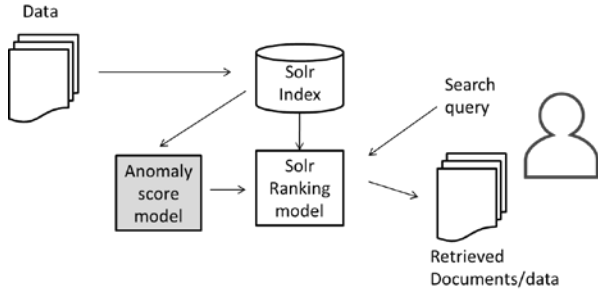 Data
Solr
Index
Search
query
Anomaly
score
model
Solr
Ranking
model
Retrieved
Documents/data